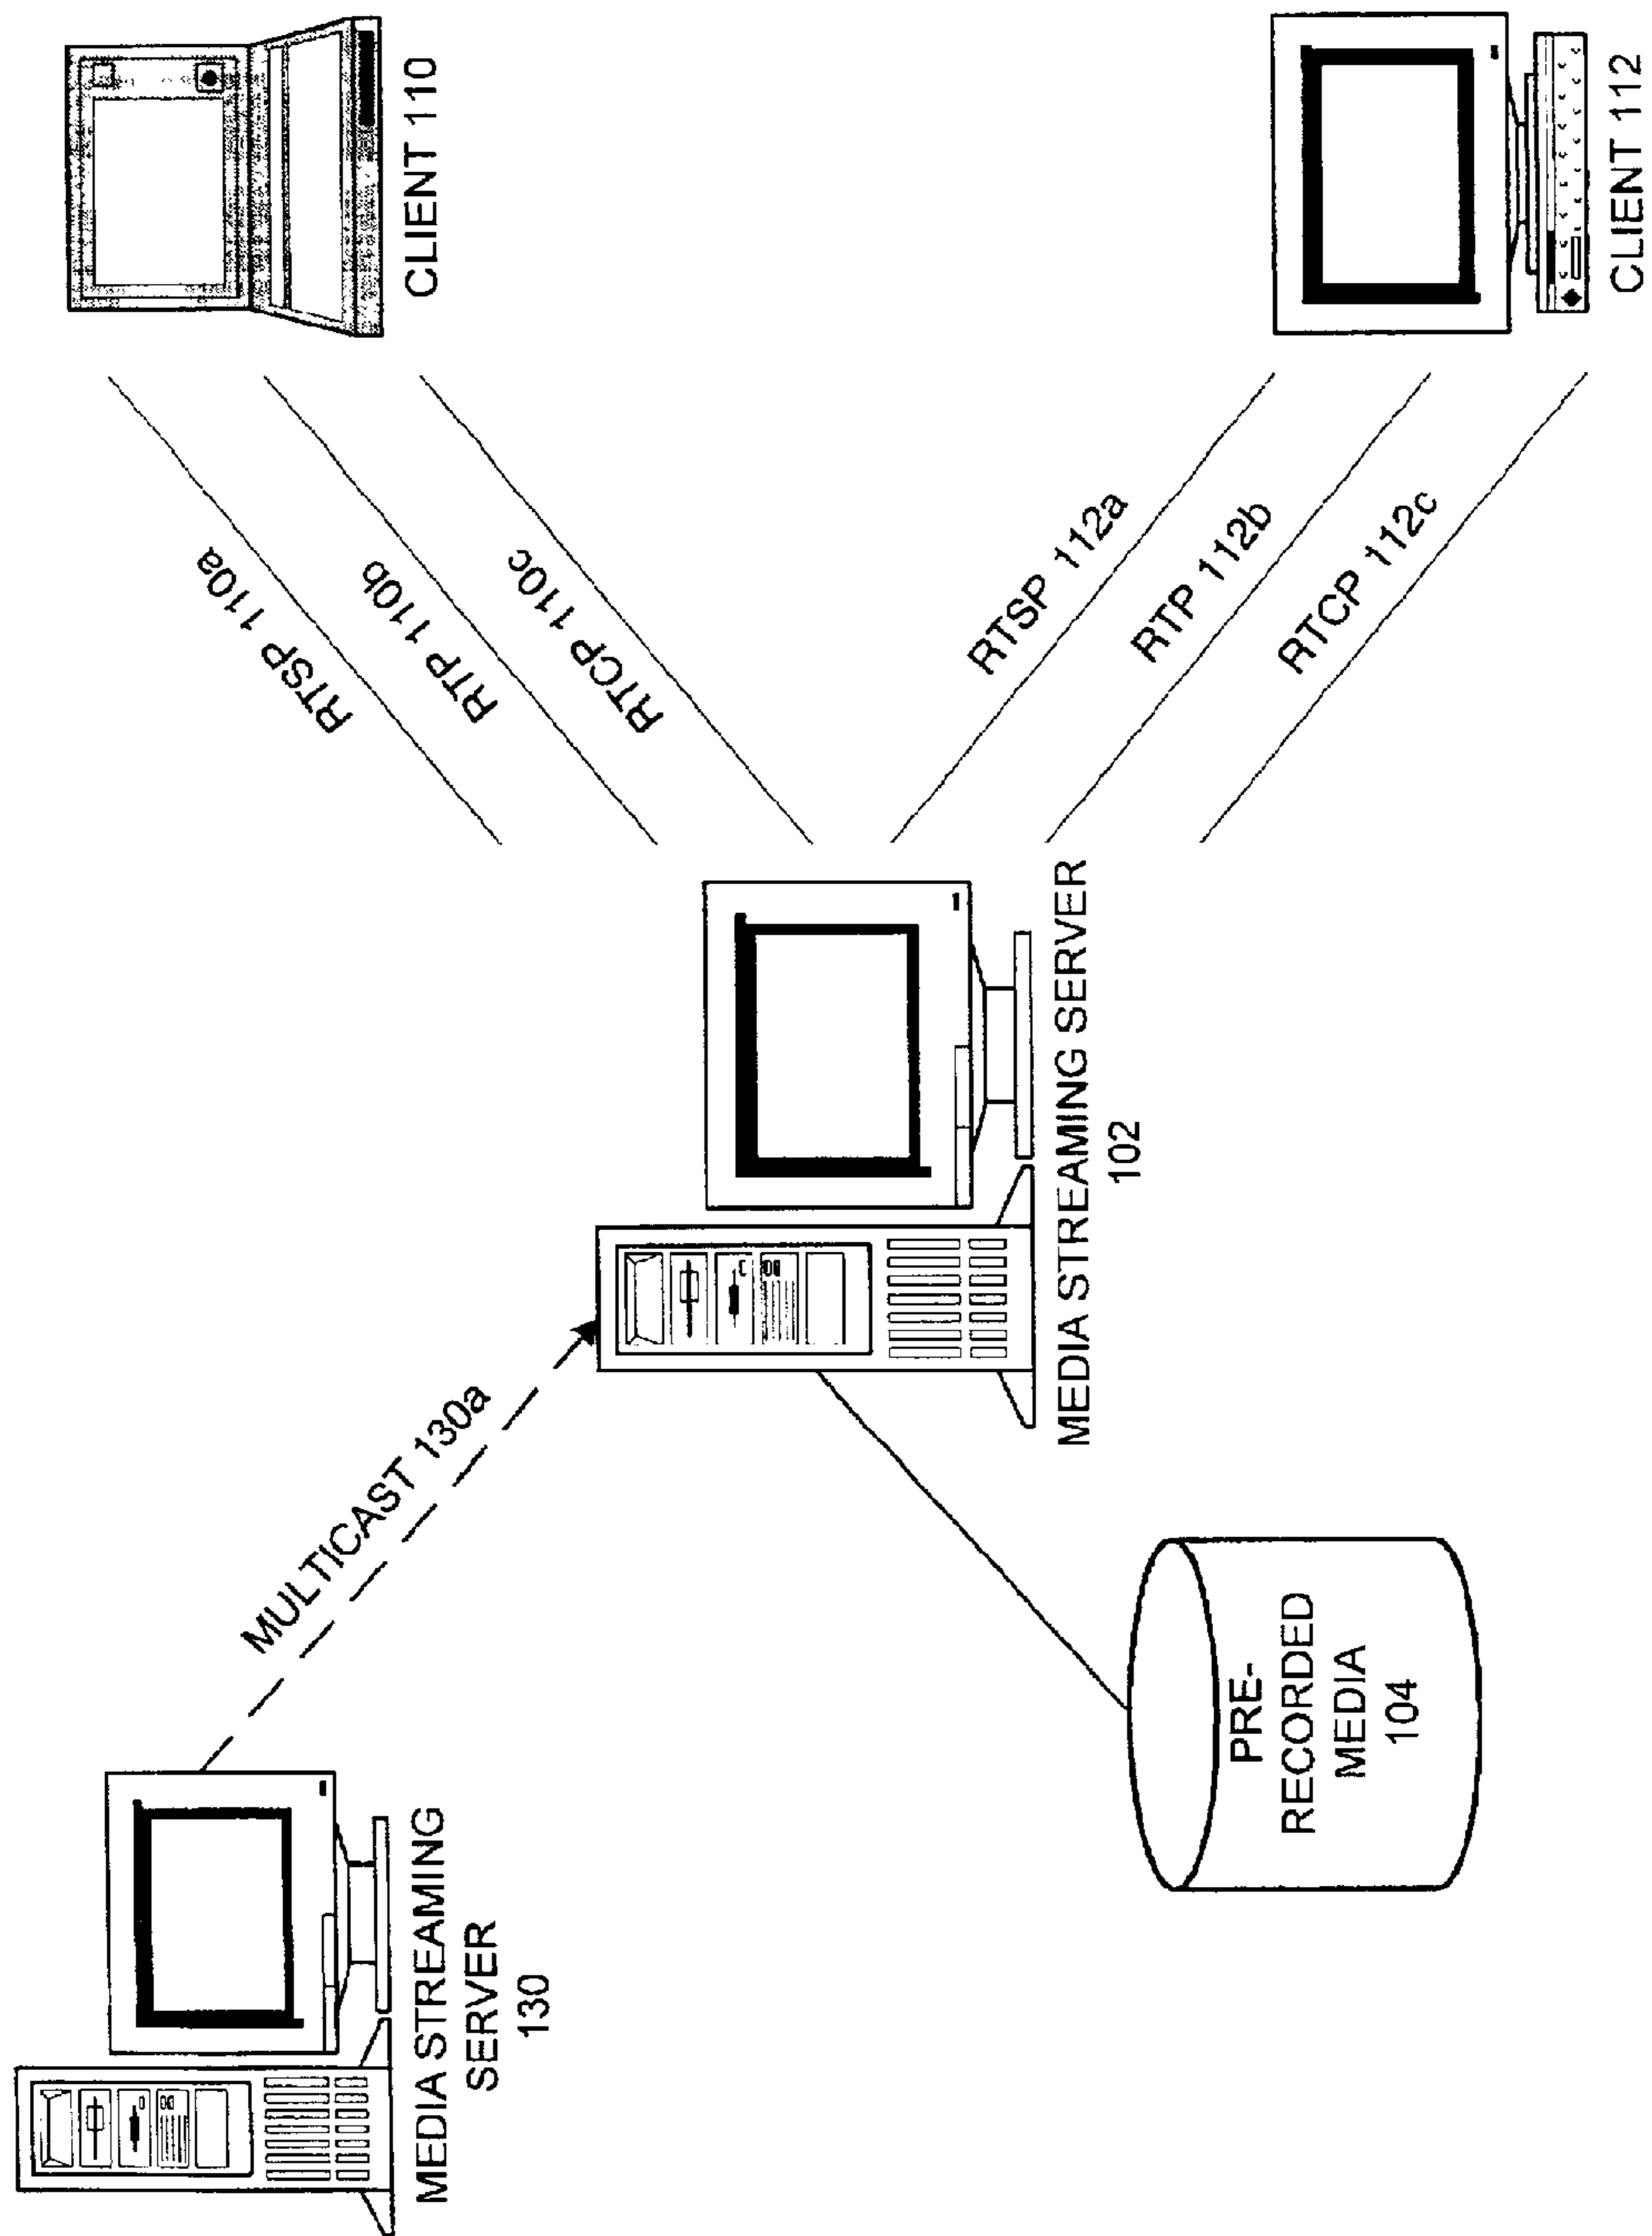 MEDIA STREAMING
SERVER
130
MULTICAST 130a
PRE-
RECORDED
MEDIA
104
MEDIA STREAMING SERVER
102
RTSP 110a
RTP 110b
RTCP 110c
CLIENT 110
RTSP 112a
RTP 112b
RTCP 112c
CLIENT 112